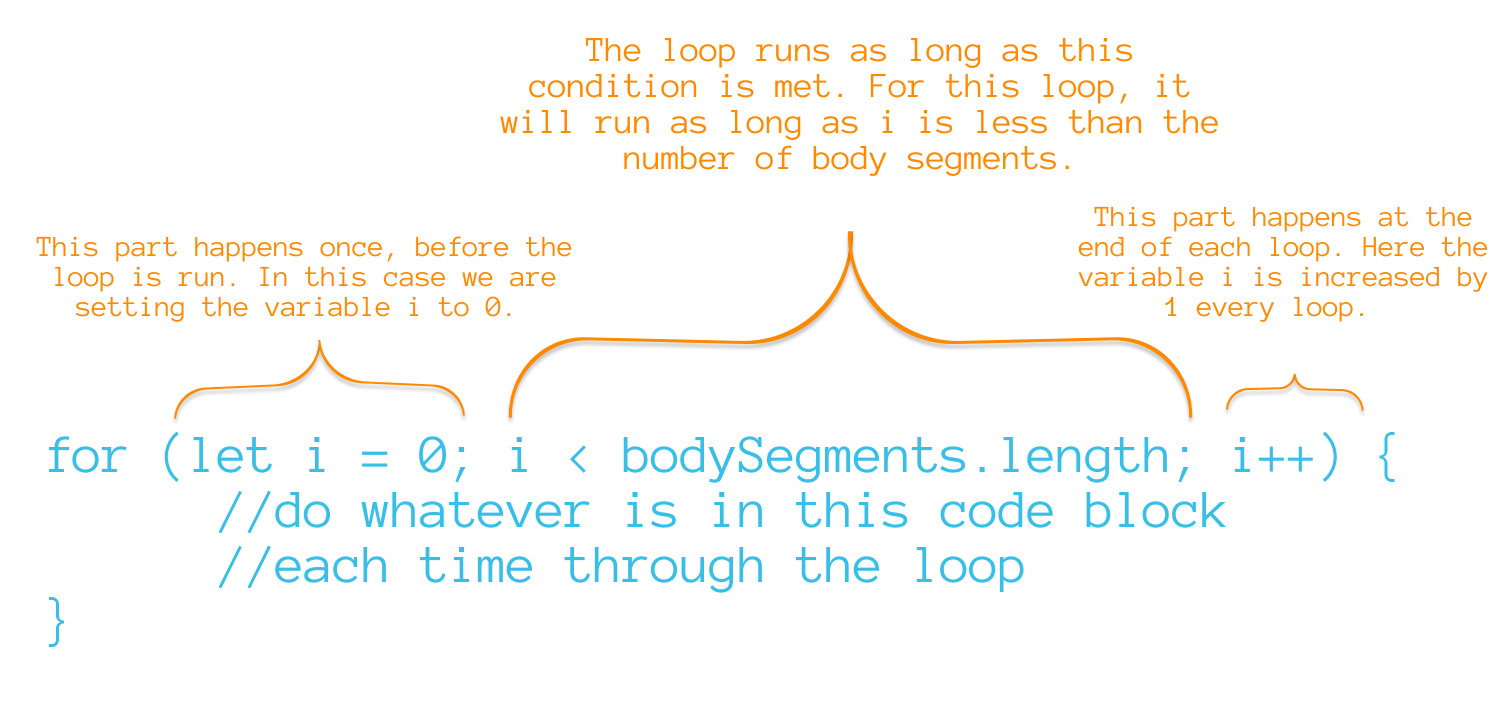 The loop runs as long as this
condition is met. For this loop, it
will run as long as i is less than the
number of body segments.
This part happens once, before the
loop is run. In this case we are
setting the variable i to 0.
This part happens at the
end of each loop. Here the
variable i is increased by
1 every loop.
for (let i = 0; i < bodySegments.length; i++) {
//do whatever is in this code block
//each time through the loop
}